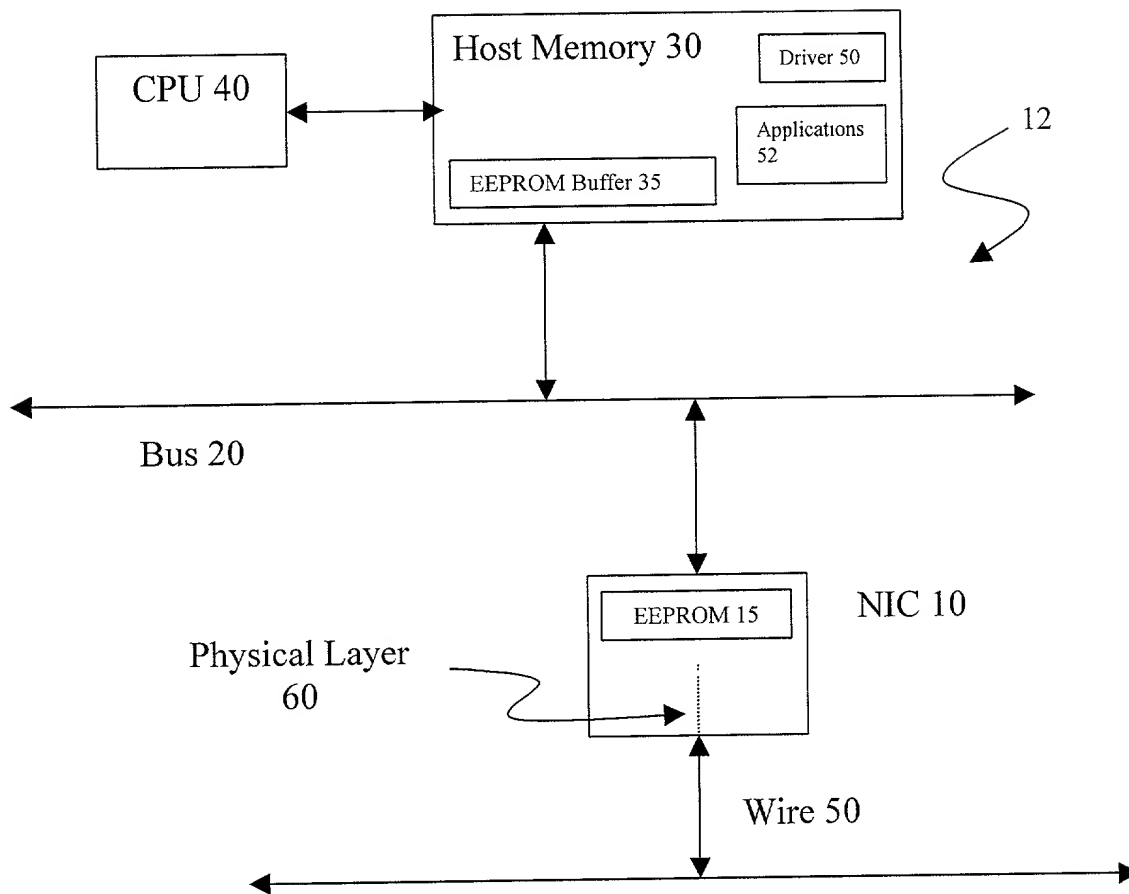 Host Memory 30
Driver 50
CPU 40
Applications
52
12
EEPROM Buffer 35
Bus 20
EEPROM 15
NIC 10
Physical Layer
60
Wire 50